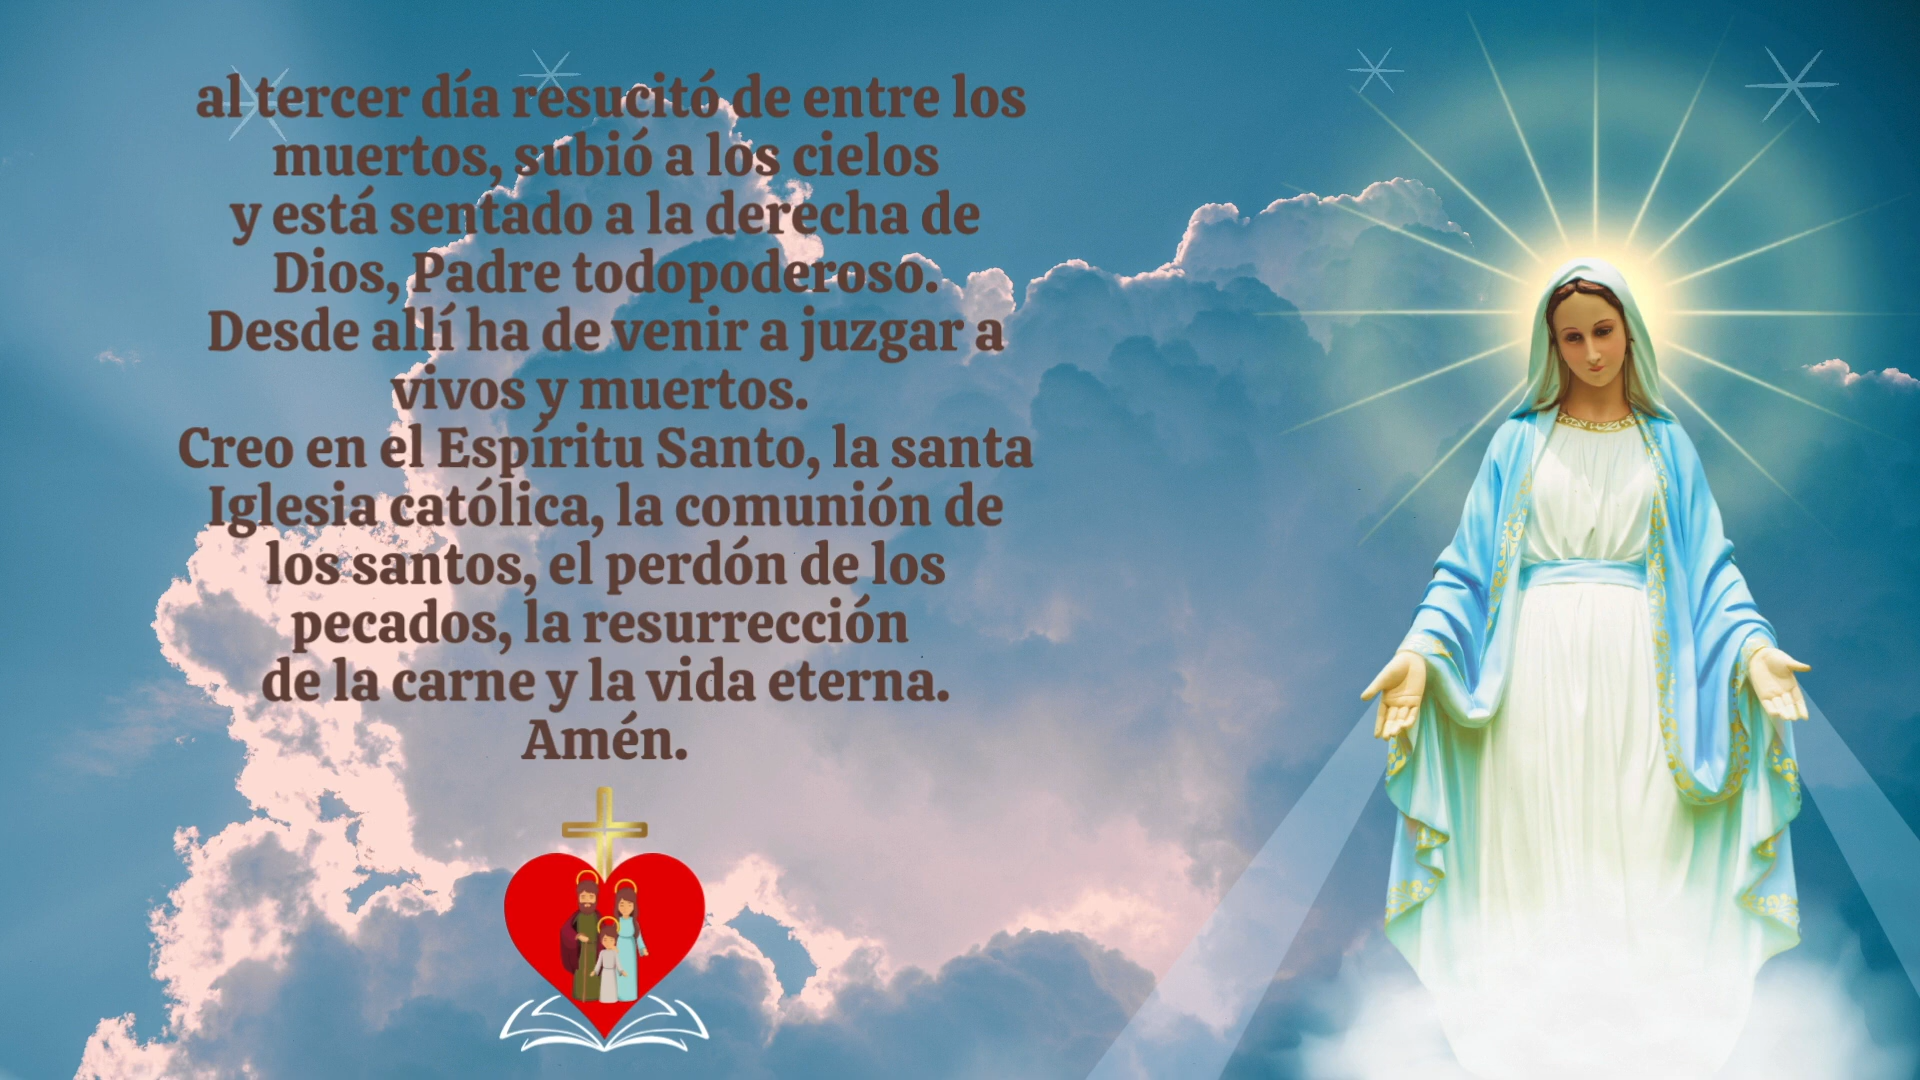 al tercer día resucitó de entre los
muertos, subió a los cielos
y está sentado a la derecha de
Dios, Padre todopoderoso.
Desde allí ha de venir a juzgar a
vivos y muertos.
Creo en el Espíritu Santo, la santa
Iglesia católica, la comunión de
los santos, el perdón de los
pecados, la resurrección
de la carne y la vida eterna.
Amén.